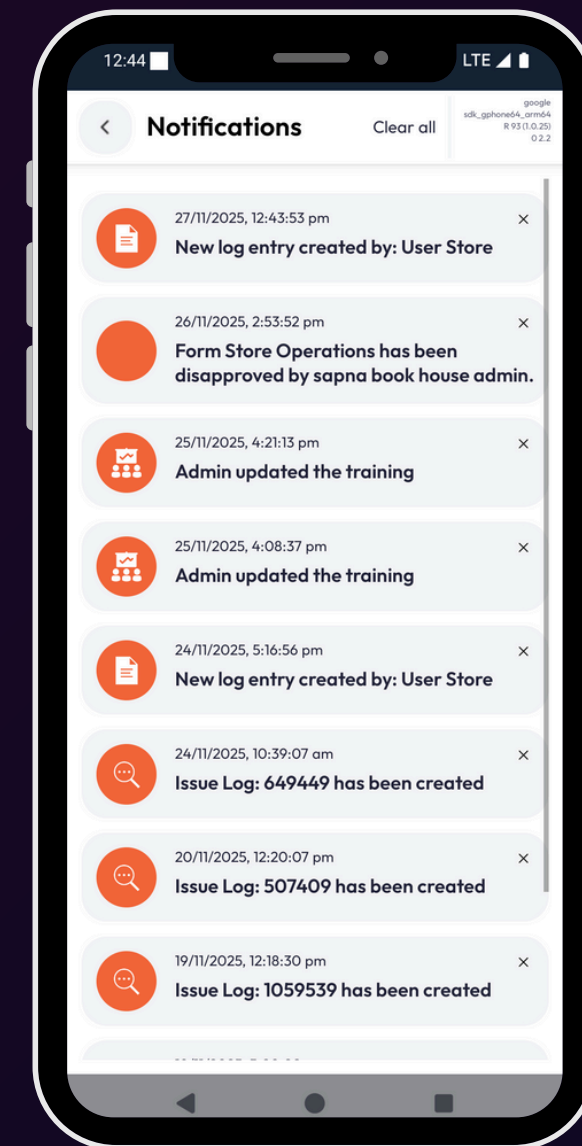 12:44
LTE
Notifications
Clear all
google
sdk_gphone64_arm64
R 93 (1.0.25)
0 2.2
27/11/2025, 12:43:53 pm
New log entry created by: User Store
26/11/2025, 2:53:52 pm
Form Store Operations has been
disapproved by sapna book house admin.
25/11/2025, 4:21:13 pm
Admin updated the training
25/11/2025, 4:08:37 pm
Admin updated the training
24/11/2025, 5:16:56 pm
New log entry created by: User Store
24/11/2025, 10:39:07 am
Issue Log: 649449 has been created
20/11/2025, 12:20:07 pm
Issue Log: 507409 has been created
19/11/2025, 12:18:30 pm
Issue Log: 1059539 has been created